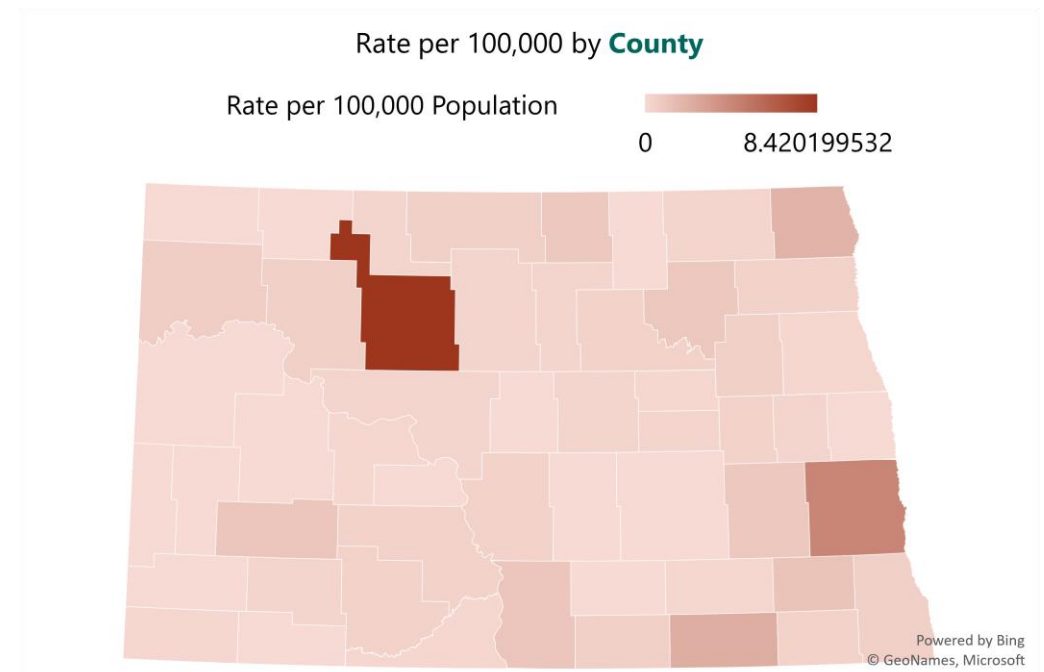 Rate per 100,000 by County
Rate per 100,000 Population
0 8.420199532
Powered by Bing
© GeoNames, Microsoft